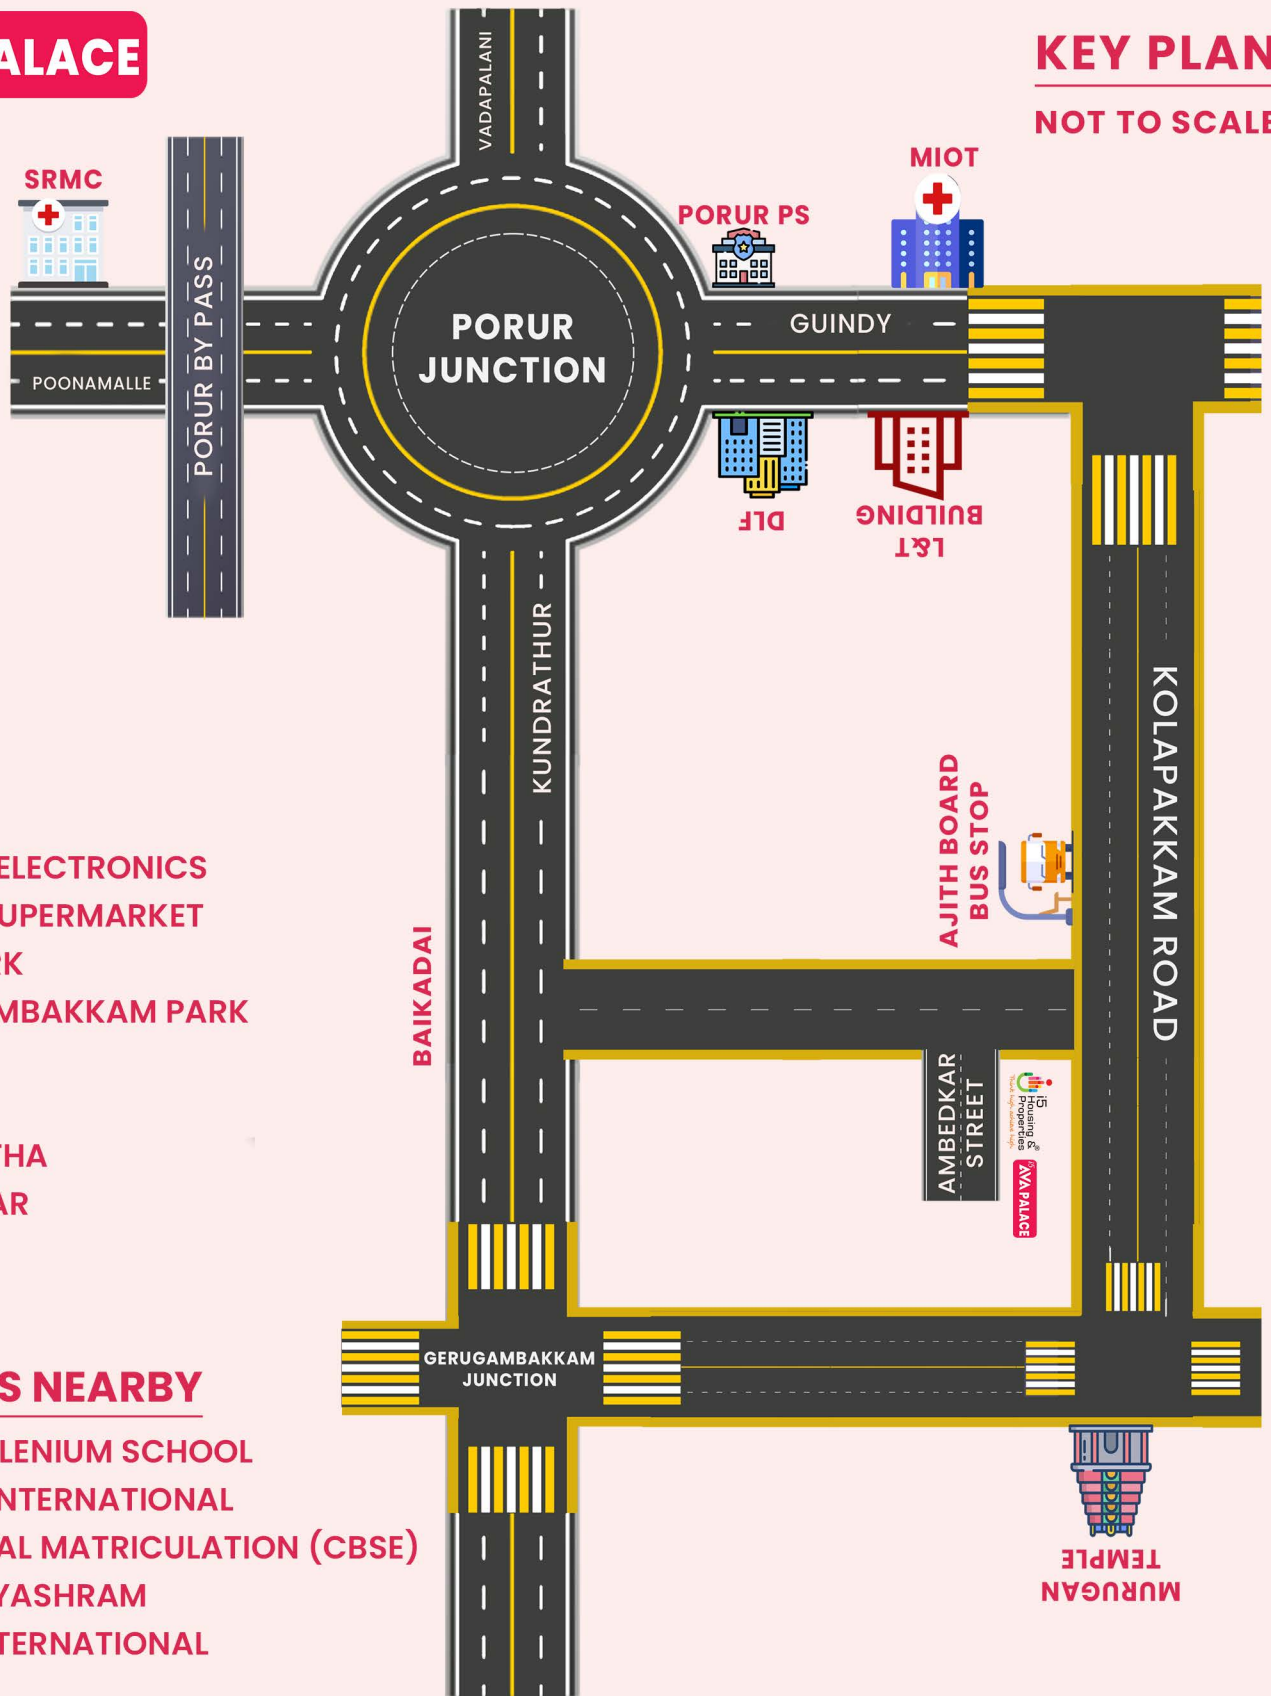 ALACE
KEY PLAN
NOT TO SCALE
VADAPALANI
SRMC
MIOT
PORUR PS
PORUR BY PASS
POONAMALLE
PORUR
JUNCTION
GUINDY
DLF
L&T
BUILDING
KUNDRATHUR
KOLAPAKKAM ROAD
AJITH BOARD
BUS STOP
ELECTRONICS
UPERMARKET
RK
MBAKKAM PARK
BAIKADAI
AMBEDKAR
STREET
i5
Housing &
Properties
AVA PALACE
THA
AR
GERUGAMBAKKAM
JUNCTION
S NEARBY
LENIUM SCHOOL
NTERNATIONAL
AL MATRICULATION (CBSE)
YASHRAM
TERNATIONAL
MURUGAN
TEMPLE